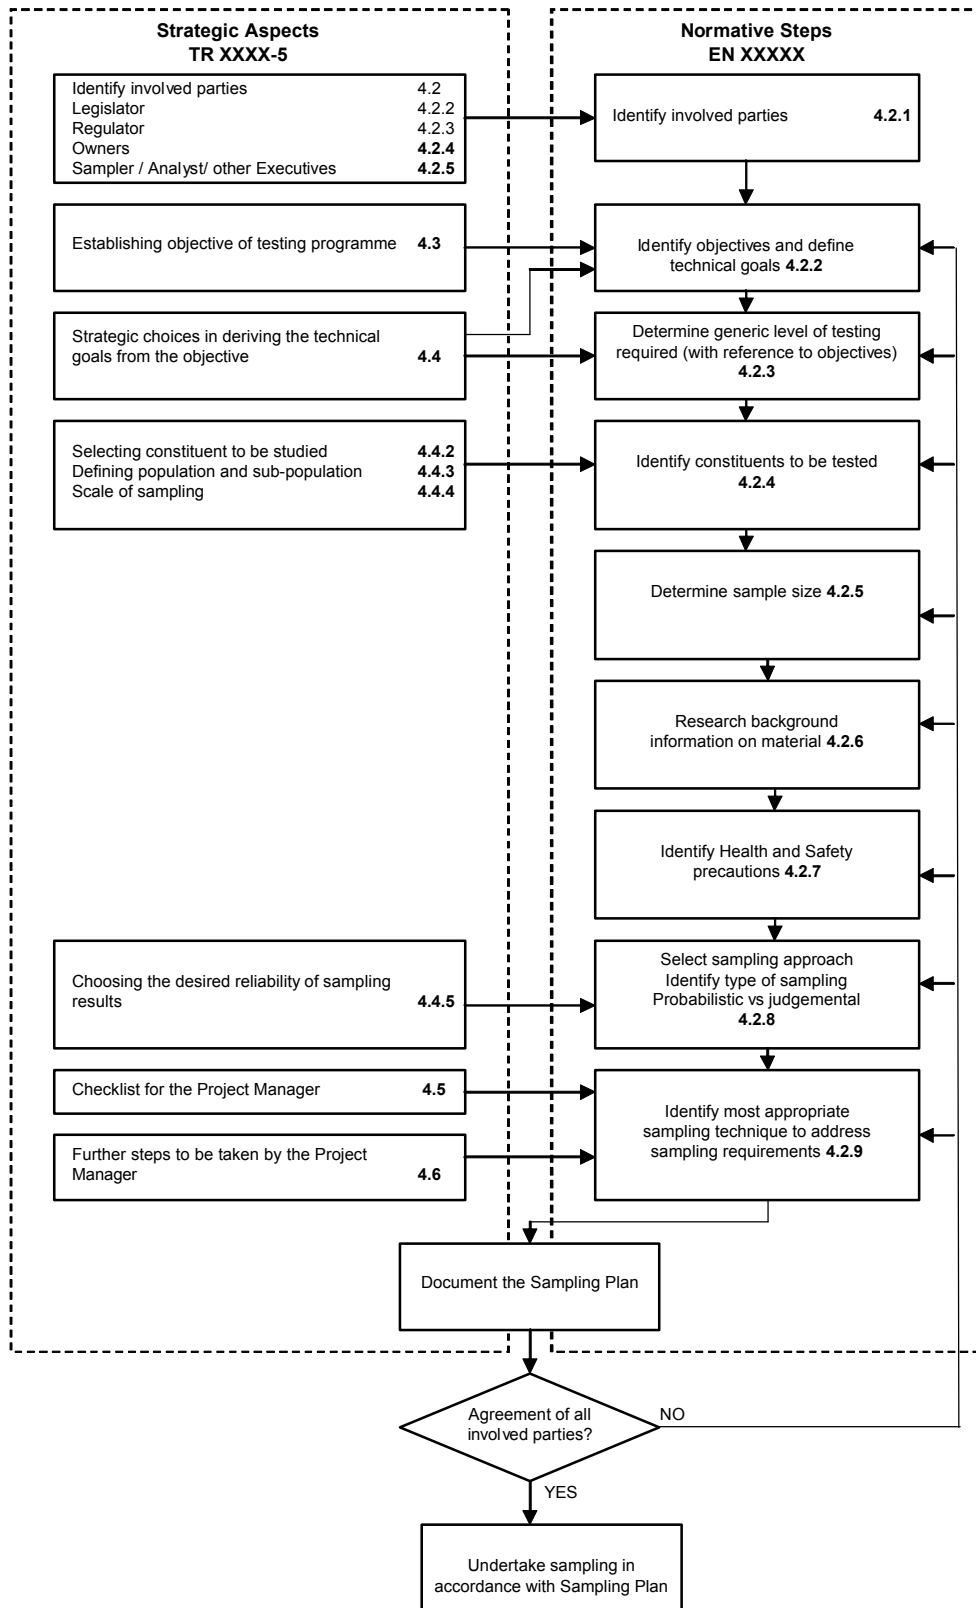 Strategic Aspects
TR XXXX-5
Normative Steps
EN XXXXX
Identify involved parties 4.2
Legislator 4.2.2
Regulator 4.2.3
Owners 4.2.4
Sampler / Analyst/ other Executives 4.2.5
Identify involved parties 4.2.1
Establishing objective of testing programme 4.3
Identify objectives and define
technical goals 4.2.2
Strategic choices in deriving the technical
goals from the objective 4.4
Determine generic level of testing
required (with reference to objectives)
4.2.3
Selecting constituent to be studied 4.4.2
Defining population and sub-population 4.4.3
Scale of sampling 4.4.4
Identify constituents to be tested
4.2.4
Determine sample size 4.2.5
Research background
information on material 4.2.6
Identify Health and Safety
precautions 4.2.7
Choosing the desired reliability of sampling
results 4.4.5
Select sampling approach
Identify type of sampling
Probabilistic vs judgemental
4.2.8
Checklist for the Project Manager 4.5
Further steps to be taken by the Project
Manager 4.6
Identify most appropriate
sampling technique to address
sampling requirements 4.2.9
Document the Sampling Plan
Agreement of all
involved parties?
NO
YES
Undertake sampling in
accordance with Sampling Plan